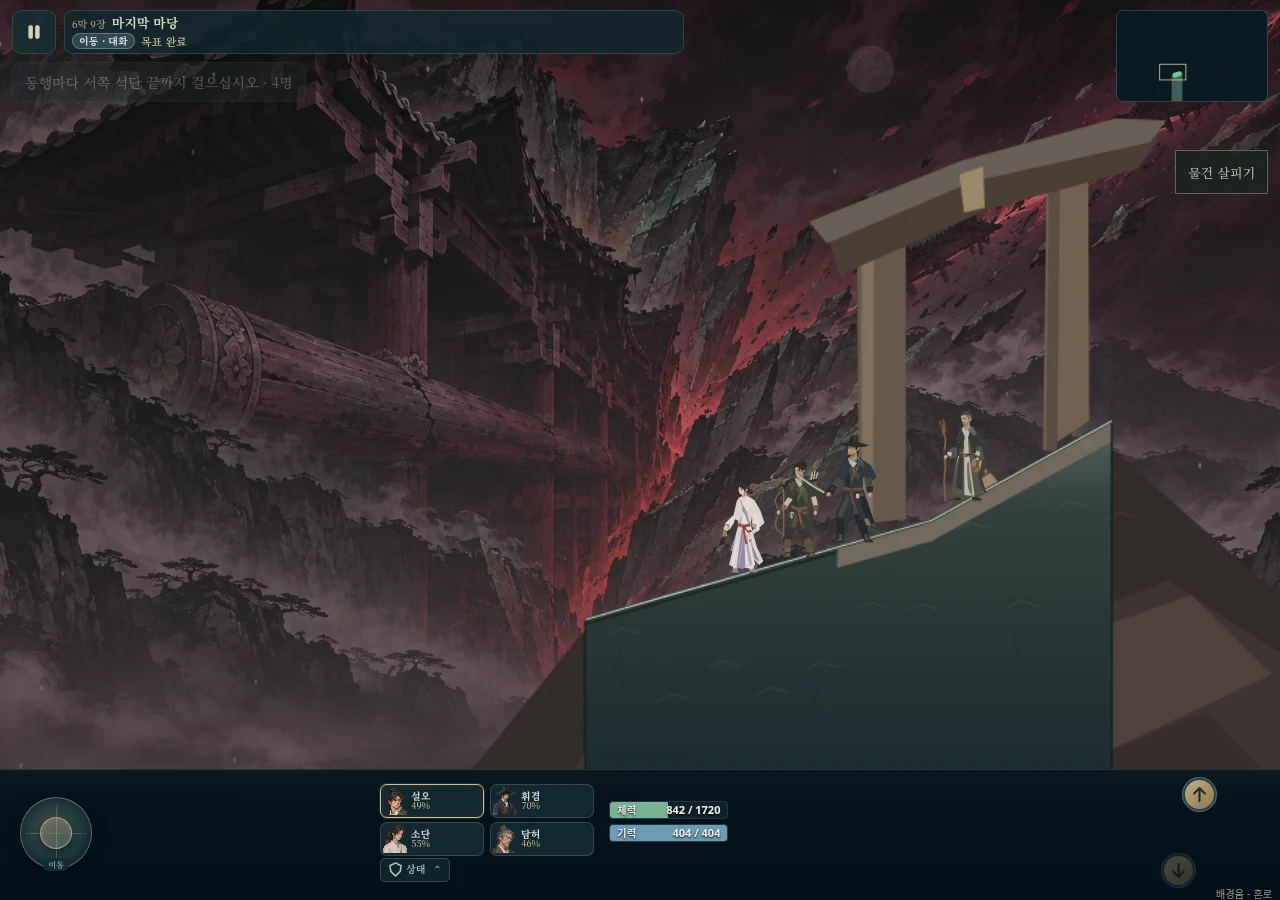 6막 9장 마지막 마당
이동 · 대화 목표 완료
동행마다 서쪽 석단 끝까지 걸으십시오 · 4명
물건 살피기
설오
49%
휘겸
70%
소단
55%
담허
46%
체력 842 / 1720
기력 404 / 404
상태
이동
배경음 - 혼로